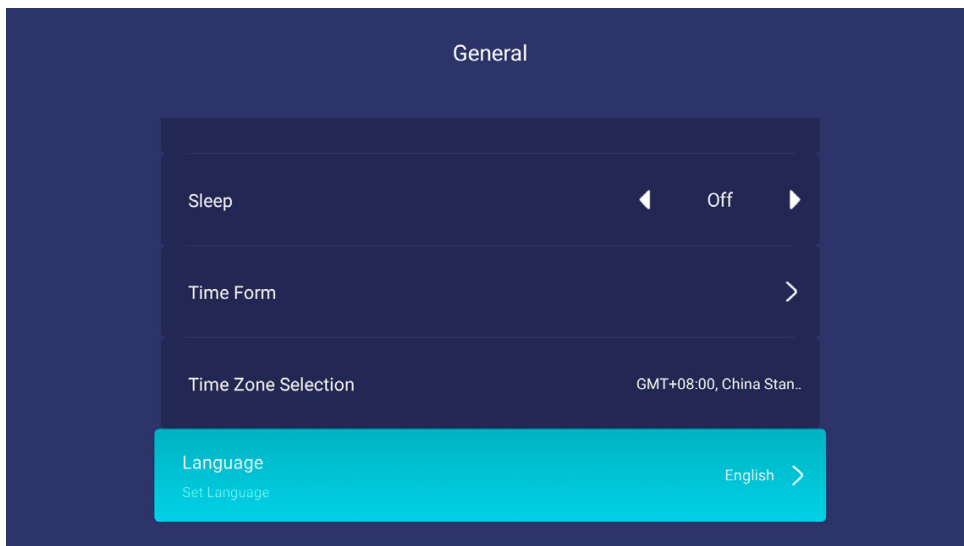 General
Sleep
Off
Time Form
Time Zone Selection
GMT+08:00, China Stan..
Language
English
Set Language